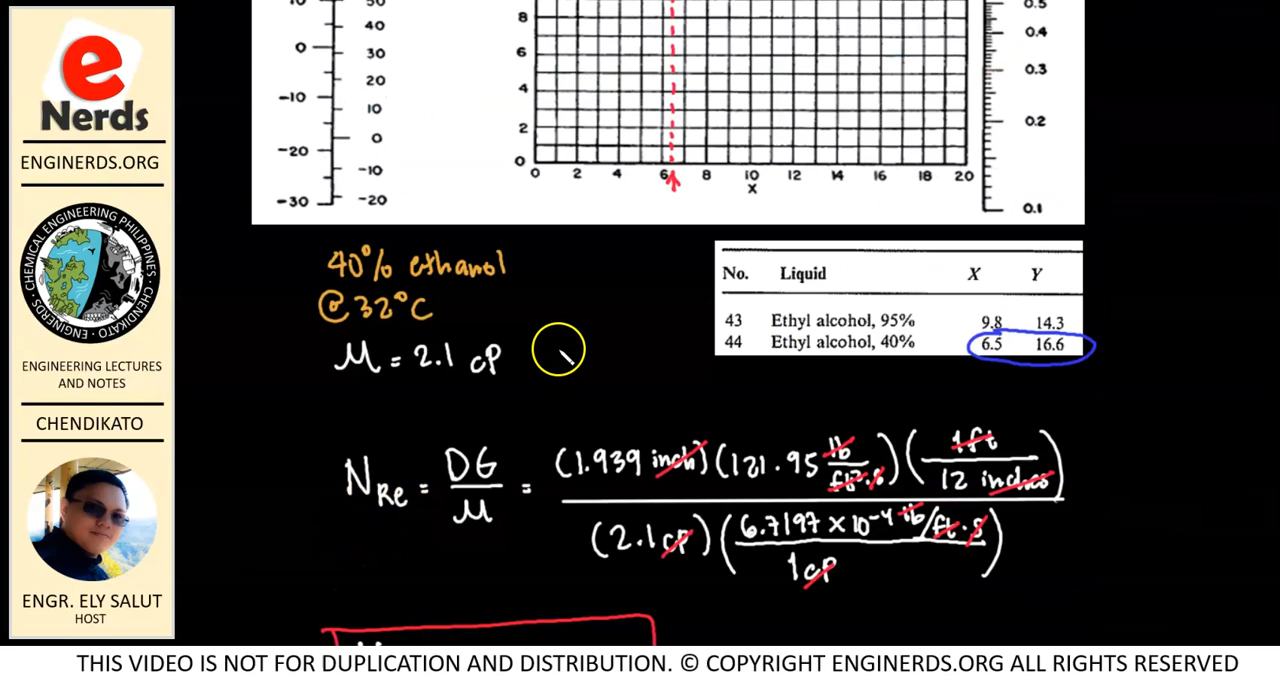 e
Nerds
ENGINERDS.ORG
CHEMICAL ENGINEERING PHILIPPINES
· CHENDIKATO · ENGINERDS ·
ENGINEERING LECTURES
AND NOTES
CHENDIKATO
ENGR. ELY SALUT
HOST
10 50
40
0 30
20
-10 10
0
-20 -10
-30 -20
8
6
4
2
0
0 2 4 6 8 10 12 14 16 18 20
X
0.5
0.4
0.3
0.2
0.1
40% ethanol
@ 32°C
μ = 2.1 cP
No. Liquid X Y
43 Ethyl alcohol, 95% 9.8 14.3
44 Ethyl alcohol, 40% 6.5 16.6
N_Re = DG/μ = (1.939 inch)(121.95 lb/ft²·s)(1ft/12 inches)
(2.1 cP)(6.7197 × 10⁻⁴ lb/ft·s / 1 cP)
THIS VIDEO IS NOT FOR DUPLICATION AND DISTRIBUTION. © COPYRIGHT ENGINERDS.ORG ALL RIGHTS RESERVED